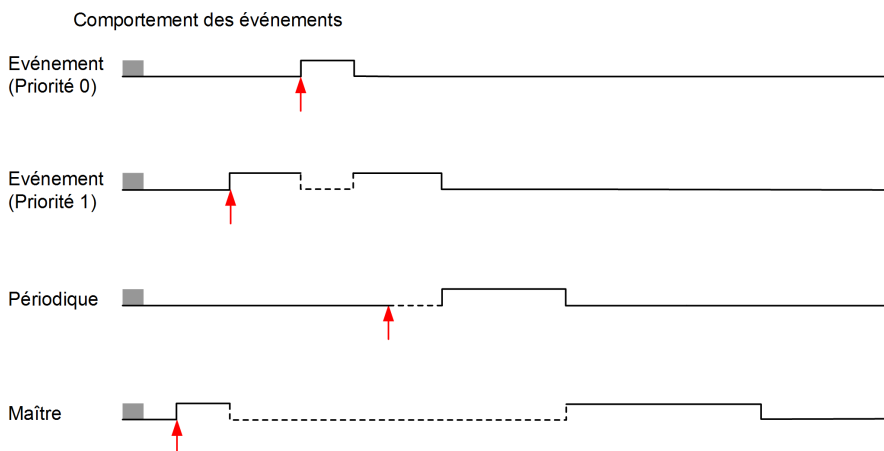 Comportement des événements
Evénement
(Priorité 0)
Evénement
(Priorité 1)
Périodique
Maître